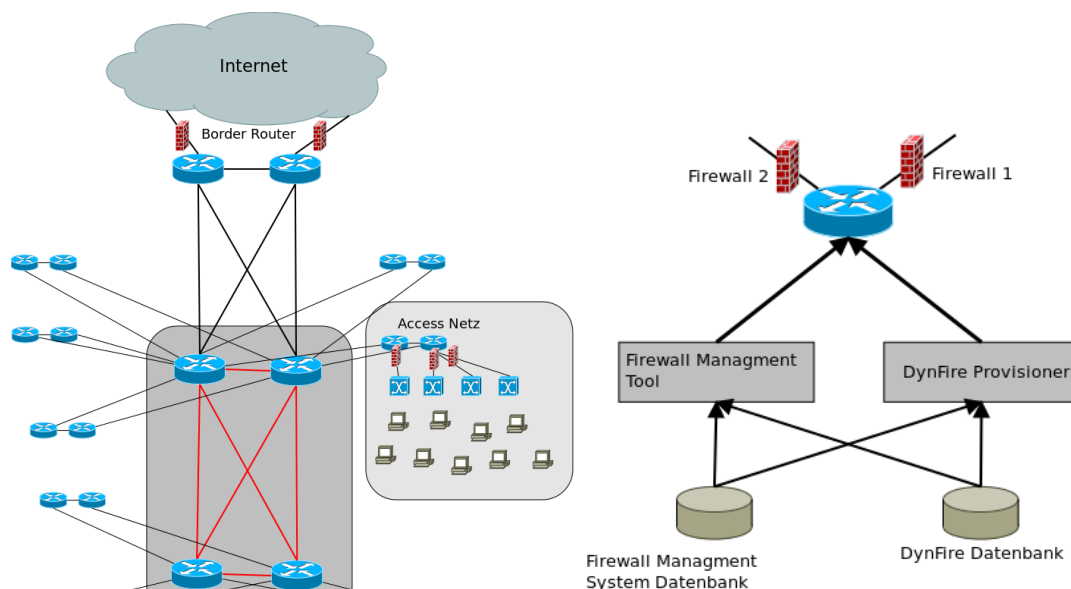 Internet
Border Router
Access Netz
Firewall 2
Firewall 1
Firewall Managment
Tool
DynFire Provisioner
Firewall Managment
System Datenbank
DynFire Datenbank